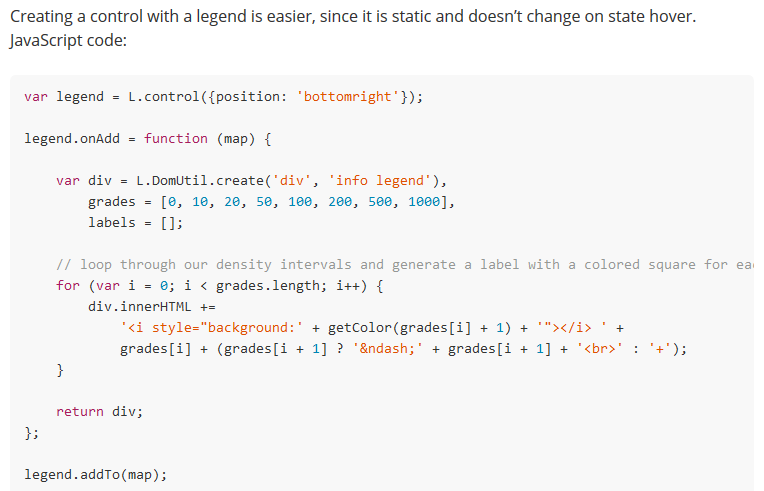 Creating a control with a legend is easier, since it is static and doesn’t change on state hover.
JavaScript code:
var legend = L.control({position: 'bottomright'});
legend.onAdd = function (map) {
    var div = L.DomUtil.create('div', 'info legend'),
        grades = [0, 10, 20, 50, 100, 200, 500, 1000],
        labels = [];
    // loop through our density intervals and generate a label with a colored square for ea
    for (var i = 0; i < grades.length; i++) {
        div.innerHTML +=
            '<i style="background:' + getColor(grades[i] + 1) + '"></i> ' +
            grades[i] + (grades[i + 1] ? '&ndash;' + grades[i + 1] + '<br>' : '+');
    }
    return div;
};
legend.addTo(map);